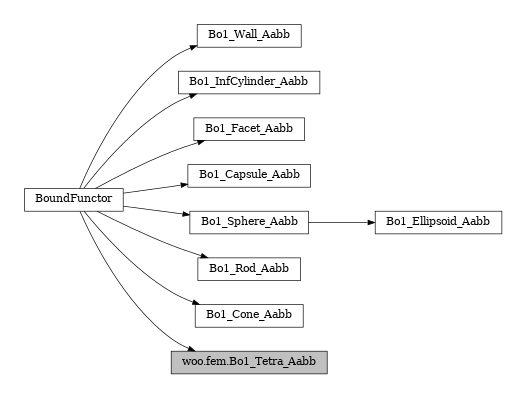 Bo1_Wall_Aabb
Bo1_InfCylinder_Aabb
Bo1_Facet_Aabb
Bo1_Capsule_Aabb
BoundFunctor
Bo1_Sphere_Aabb
Bo1_Ellipsoid_Aabb
Bo1_Rod_Aabb
Bo1_Cone_Aabb
woo.fem.Bo1_Tetra_Aabb